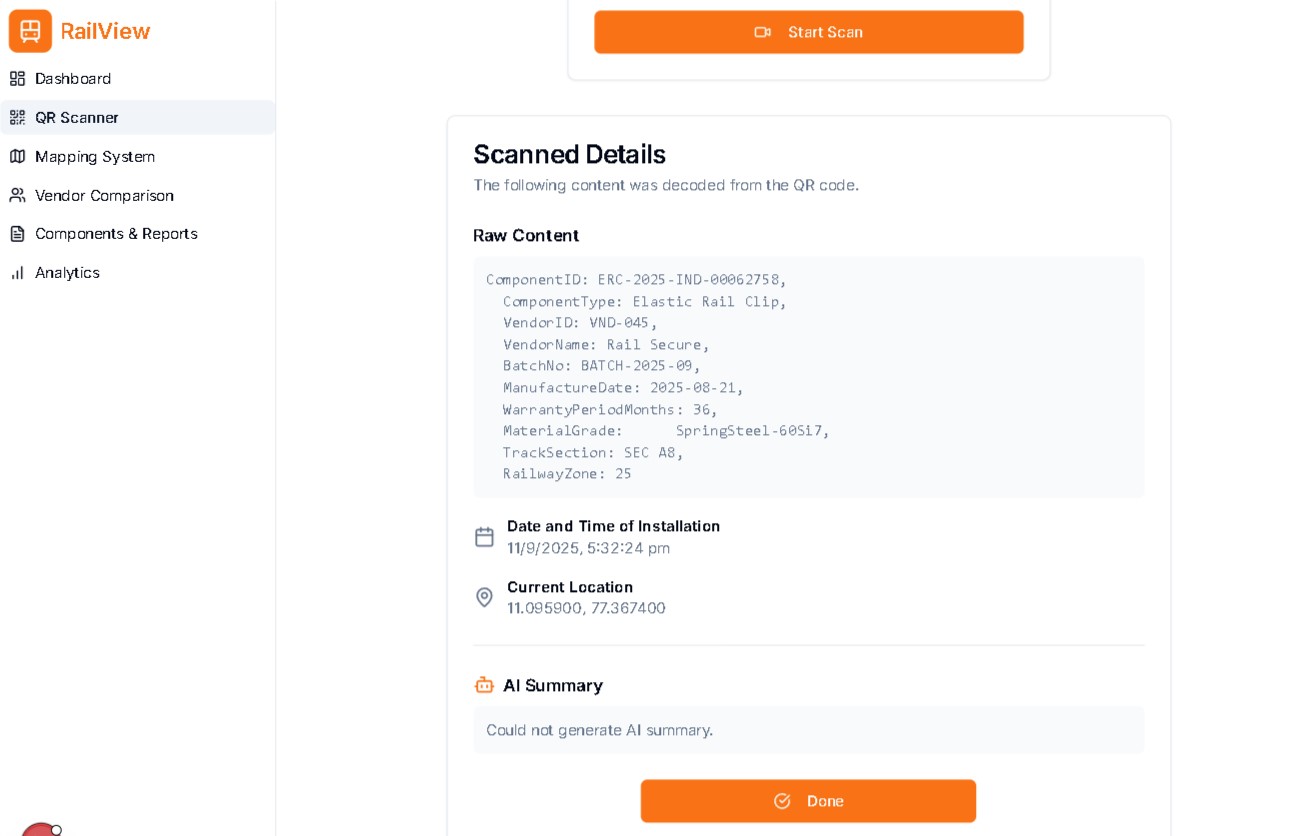 RailView
Dashboard
QR Scanner
Mapping System
Vendor Comparison
Components & Reports
Analytics
Start Scan
Scanned Details
The following content was decoded from the QR code.
Raw Content
ComponentID: ERC-2025-IND-00062758,
ComponentType: Elastic Rail Clip,
VendorID: VND-045,
VendorName: Rail Secure,
BatchNo: BATCH-2025-09,
ManufactureDate: 2025-08-21,
WarrantyPeriodMonths: 36,
MaterialGrade:      SpringSteel-60Si7,
TrackSection: SEC A8,
RailwayZone: 25
Date and Time of Installation
11/9/2025, 5:32:24 pm
Current Location
11.095900, 77.367400
AI Summary
Could not generate AI summary.
Done